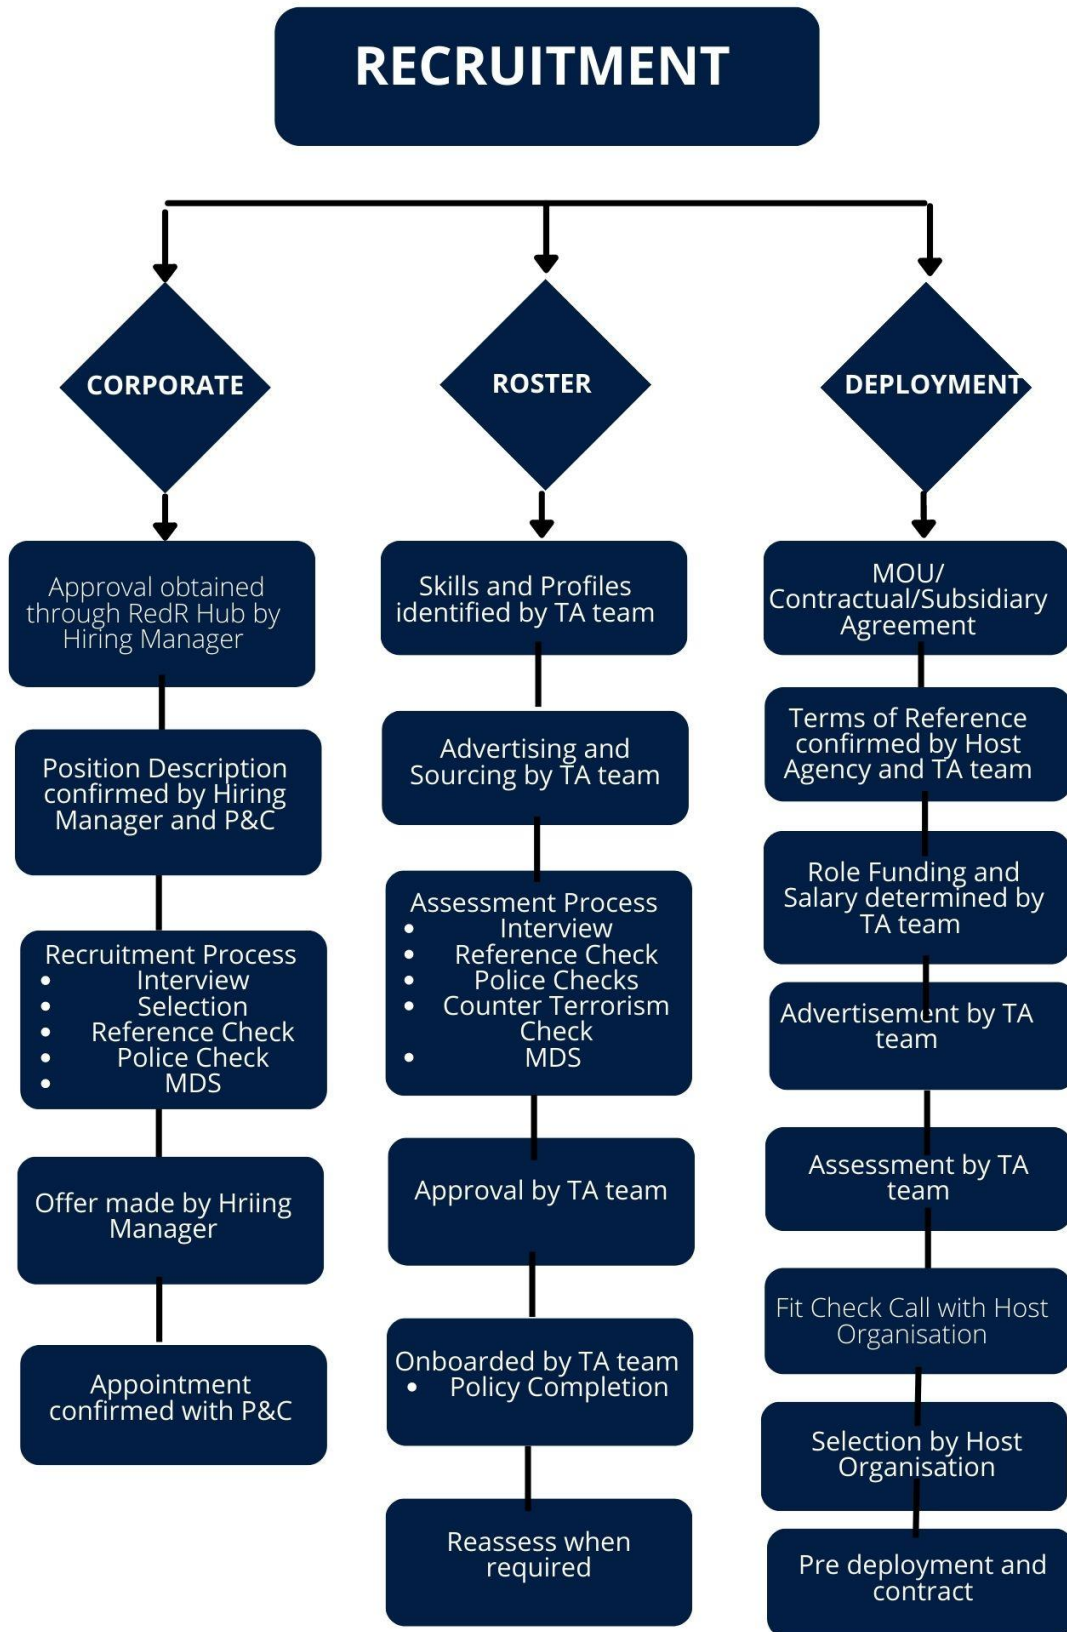 RECRUITMENT
CORPORATE
Approval obtained
through RedR Hub by
Hiring Manager
Position Description
confirmed by Hiring
Manager and P&C
Recruitment Process
• Interview
• Selection
• Reference Check
• Police Check
• MDS
Offer made by Hriing
Manager
Appointment
confirmed with P&C
ROSTER
Skills and Profiles
identified by TA team
Advertising and
Sourcing by TA team
Assessment Process
• Interview
• Reference Check
• Police Checks
• Counter Terrorism
Check
• MDS
Approval by TA team
Onboarded by TA team
• Policy Completion
Reassess when
required
DEPLOYMENT
MOU/
Contractual/Subsidiary
Agreement
Terms of Reference
confirmed by Host
Agency and TA team
Role Funding and
Salary determined by
TA team
Advertisement by TA
team
Assessment by TA
team
Fit Check Call with Host
Organisation
Selection by Host
Organisation
Pre deployment and
contract